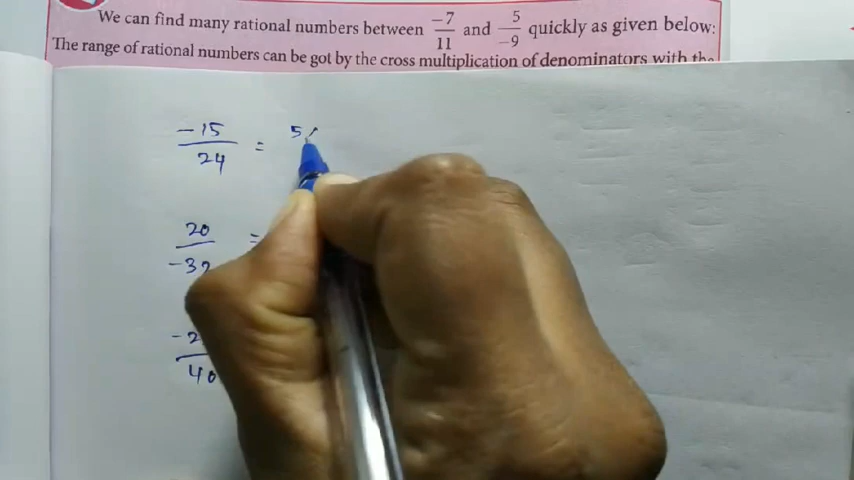 We can find many rational numbers between -7/11 and 5/-9 quickly as given below:
The range of rational numbers can be got by the cross multiplication of denominators with the
-15/24 = 5
20/-32 =
-2
40